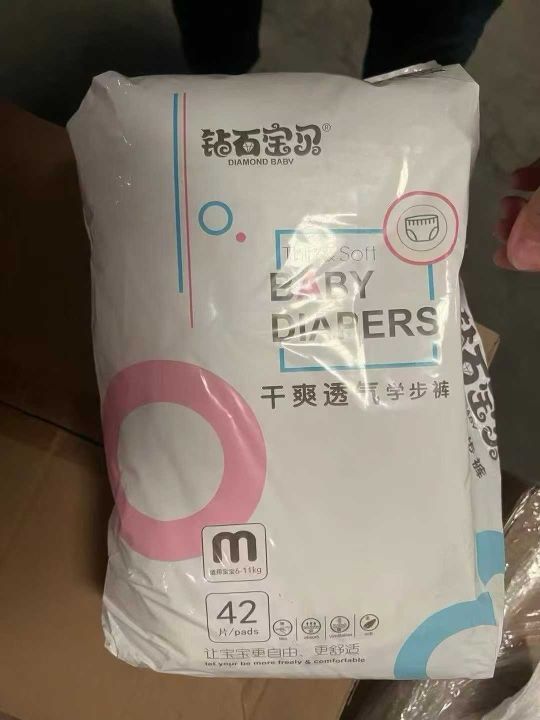 钻石宝贝®
DIAMOND BABY
Thin & Soft
BABY
DIAPERS
干爽透气学步裤
m
适用宝宝6-11kg
42
片/pads
让宝宝更自由、更舒适
let your be more freely & comfortable